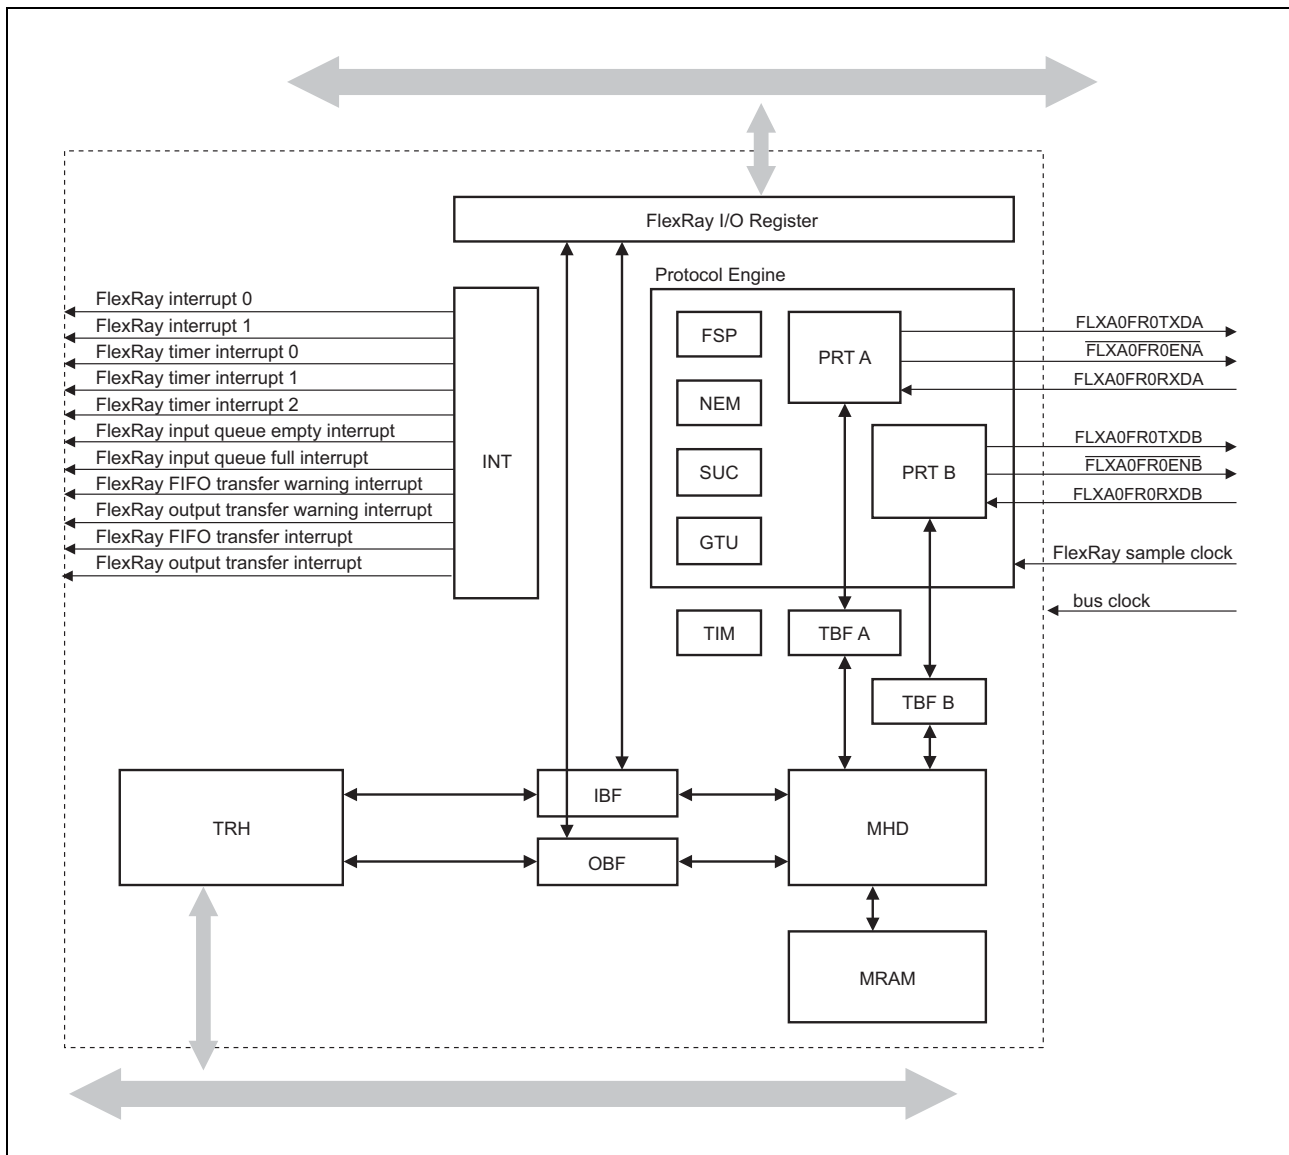 FlexRay I/O Register
Protocol Engine
FlexRay interrupt 0
FlexRay interrupt 1
FlexRay timer interrupt 0
FlexRay timer interrupt 1
FlexRay timer interrupt 2
FlexRay input queue empty interrupt
FlexRay input queue full interrupt
FlexRay FIFO transfer warning interrupt
FlexRay output transfer warning interrupt
FlexRay FIFO transfer interrupt
FlexRay output transfer interrupt
INT
FSP
NEM
SUC
GTU
PRT A
PRT B
FLXA0FR0TXDA
FLXA0FR0ENA
FLXA0FR0RXDA
FLXA0FR0TXDB
FLXA0FR0ENB
FLXA0FR0RXDB
FlexRay sample clock
bus clock
TIM
TBF A
TBF B
TRH
IBF
OBF
MHD
MRAM